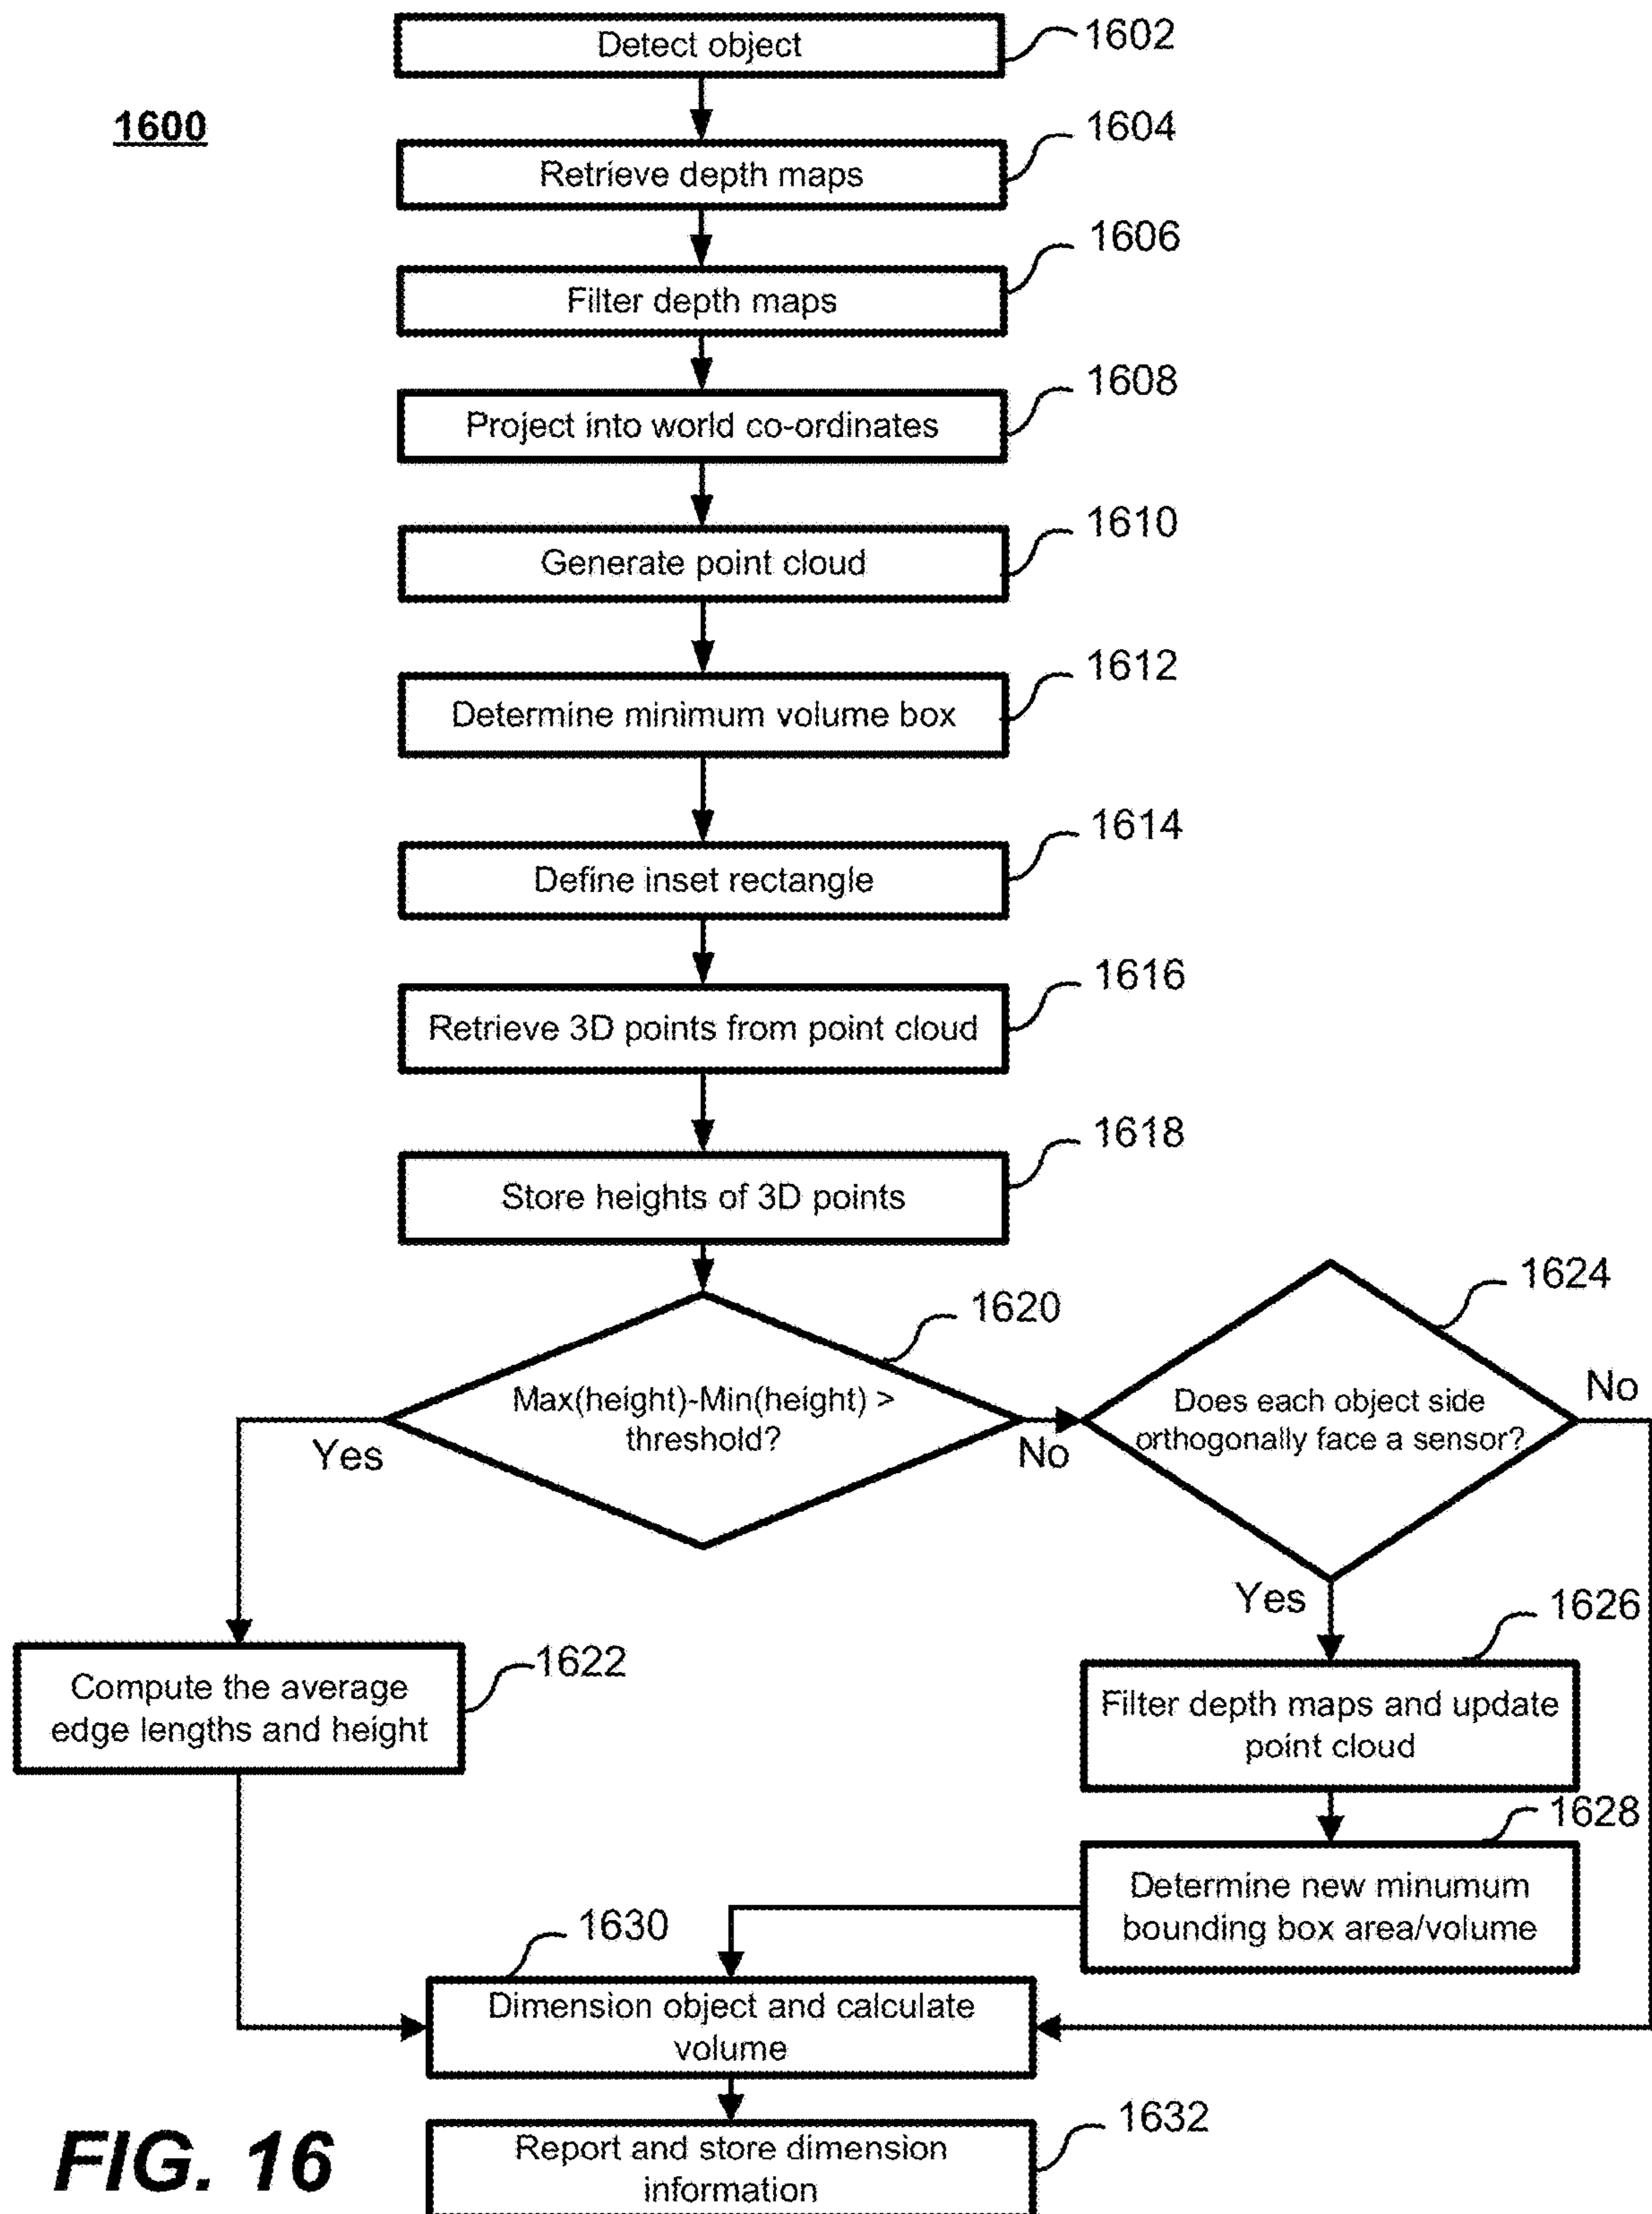 Detect object
1602
1600
1604
Retrieve depth maps
1606
Filter depth maps
1608
Project into world co-ordinates
1610
Generate point cloud
1612
Determine minimum volume box
1614
Define inset rectangle
1616
Retrieve 3D points from point cloud
1618
Store heights of 3D points
1620
Max(height)-Min(height) >
threshold?
Yes
No
1624
Does each object side
orthogonally face a sensor?
No
Yes
1622
Compute the average
edge lengths and height
1626
Filter depth maps and update
point cloud
1628
Determine new minumum
bounding box area/volume
1630
Dimension object and calculate
volume
1632
Report and store dimension
information
FIG. 16